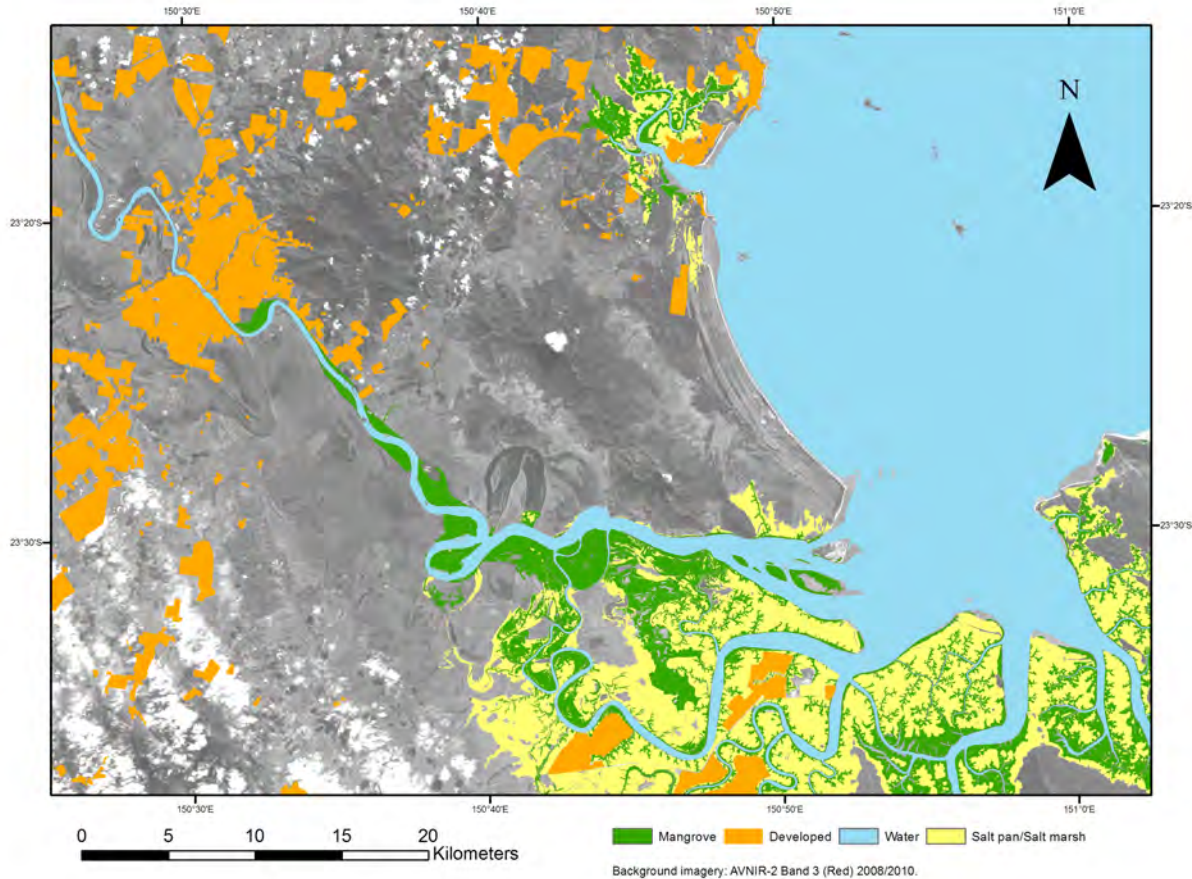 150°30'E 150°40'E 150°50'E 151°0'E
N
23°20'S 23°20'S
23°30'S 23°30'S
150°30'E 150°40'E 150°50'E 151°0'E
0 5 10 15 20
Kilometers
Mangrove Developed Water Salt pan/Salt marsh
Background imagery: AVNIR-2 Band 3 (Red) 2008/2010.